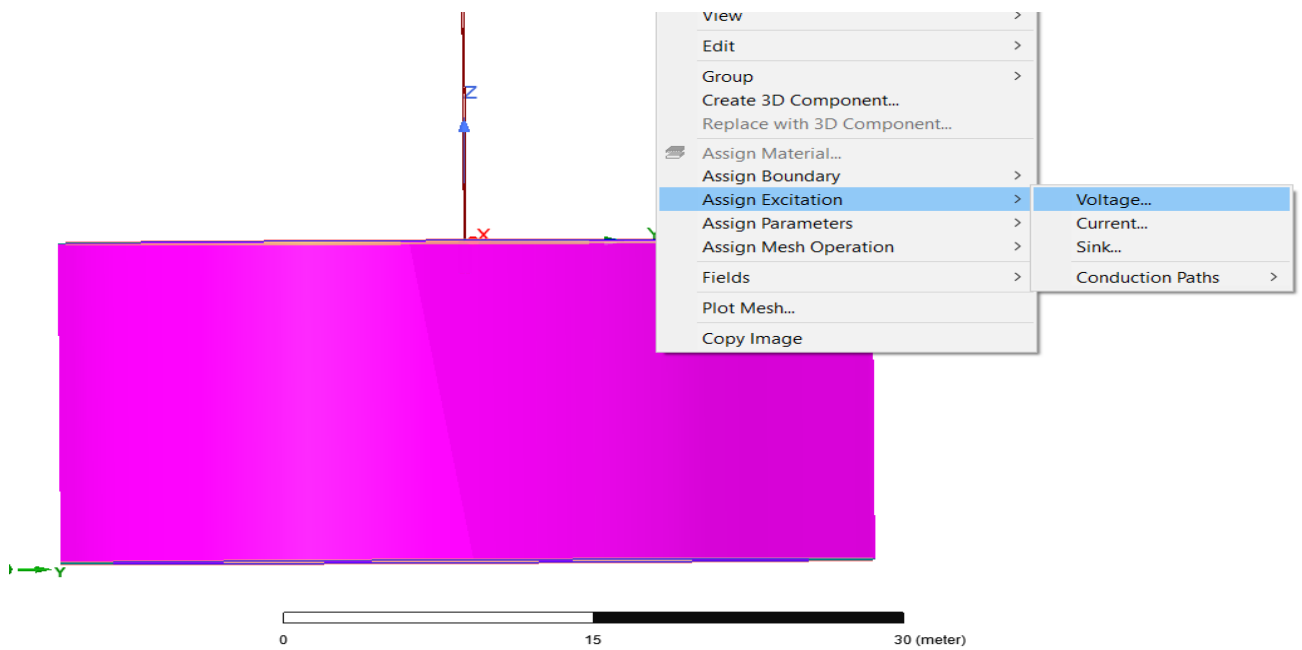 View >
Edit >
Group >
Create 3D Component...
Replace with 3D Component...
Assign Material...
Assign Boundary >
Assign Excitation >
Assign Parameters >
Assign Mesh Operation >
Fields >
Plot Mesh...
Copy Image
Voltage...
Current...
Sink...
Conduction Paths >
Z
X
Y
Y
0 15 30 (meter)